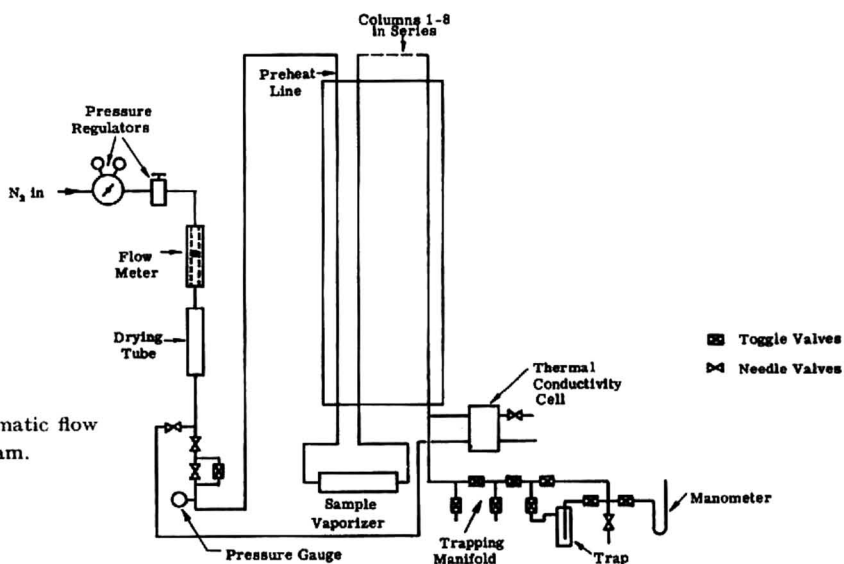 Columns 1-8
in Series
Preheat
Line
Pressure
Regulators
N₂ in
Flow
Meter
Drying
Tube
Toggle Valves
Needle Valves
Thermal
Conductivity
Cell
matic flow
am.
Sample
Vaporizer
Pressure Gauge
Trapping
Manifold
Trap
Manometer